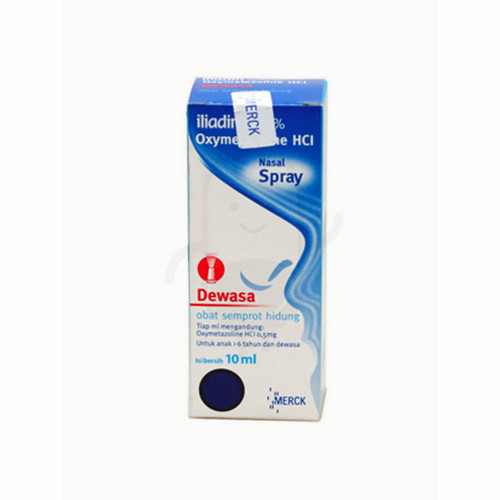 iliadin %
Oxymet ine HCl
MERCK
Nasal
Spray
Dewasa
obat semprot hidung
Tiap ml mengandung:
Oxymetazoline HCl 0,5mg
Untuk anak > 6 tahun dan dewasa
Isi bersih 10 ml
MERCK